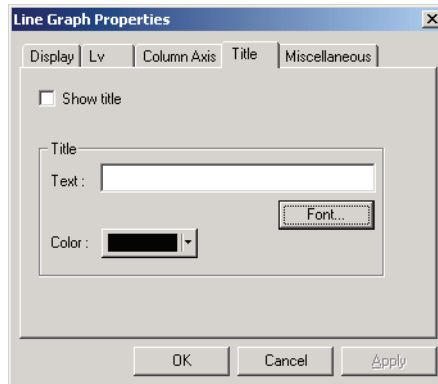 Line Graph Properties
Display Lv Column Axis Title Miscellaneous
Show title
Title
Text :
Font...
Color :
OK Cancel Apply